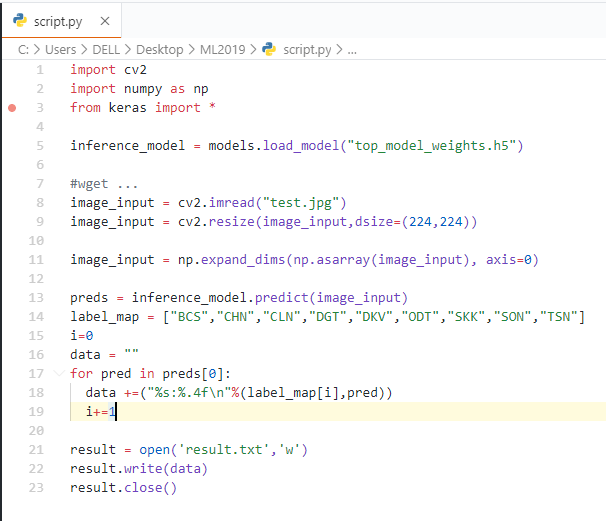 script.py ×
C: > Users > DELL > Desktop > ML2019 > script.py > ...
1 import cv2
2 import numpy as np
3 from keras import *
4
5 inference_model = models.load_model("top_model_weights.h5")
6
7 #wget ...
8 image_input = cv2.imread("test.jpg")
9 image_input = cv2.resize(image_input,dsize=(224,224))
10
11 image_input = np.expand_dims(np.asarray(image_input), axis=0)
12
13 preds = inference_model.predict(image_input)
14 label_map = ["BCS","CHN","CLN","DGT","DKV","ODT","SKK","SON","TSN"]
15 i=0
16 data = ""
17 for pred in preds[0]:
18   data +=("%s:%.4f\n"%(label_map[i],pred))
19   i+=1
20
21 result = open('result.txt','w')
22 result.write(data)
23 result.close()